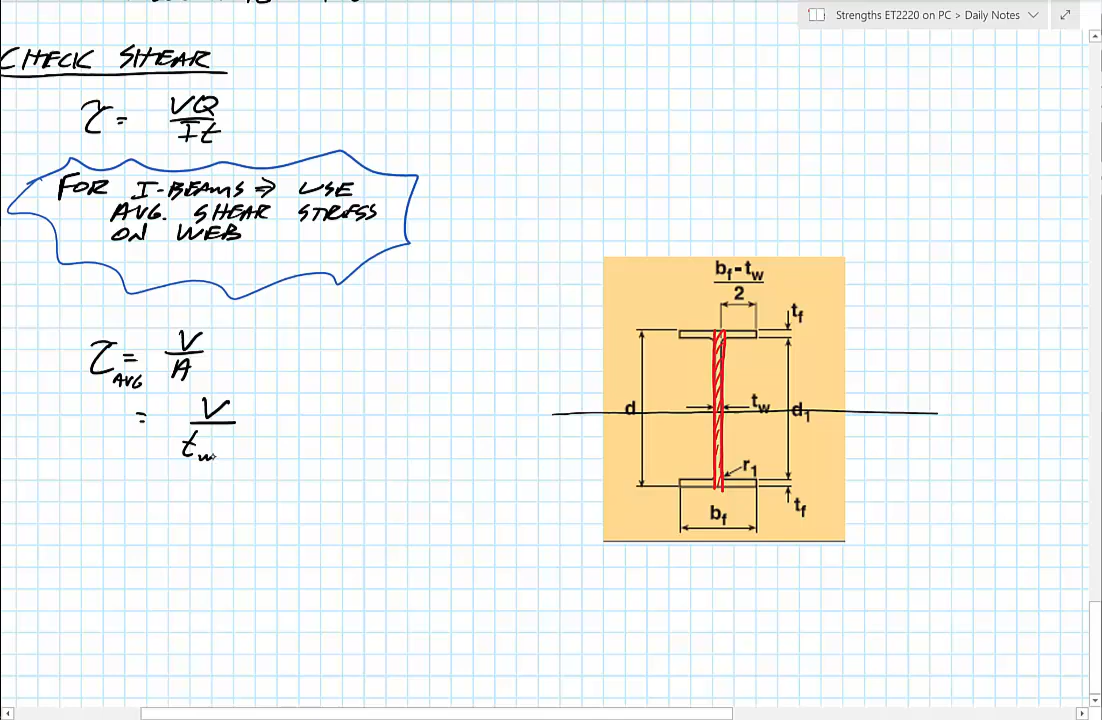 Strengths ET2220 on PC > Daily Notes
CHECK SHEAR
τ = VQ / It
FOR I-BEAMS ⇒ USE
AVG. SHEAR STRESS
ON WEB
τ AVG = V / A
= V / tw
bf - tw
2
tf
d
tw
d1
r1
bf
tf